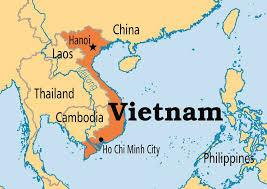 China
Hanoi
Laos
Thailand
Vietnam
Cambodia
Ho Chi Minh City
Philippines